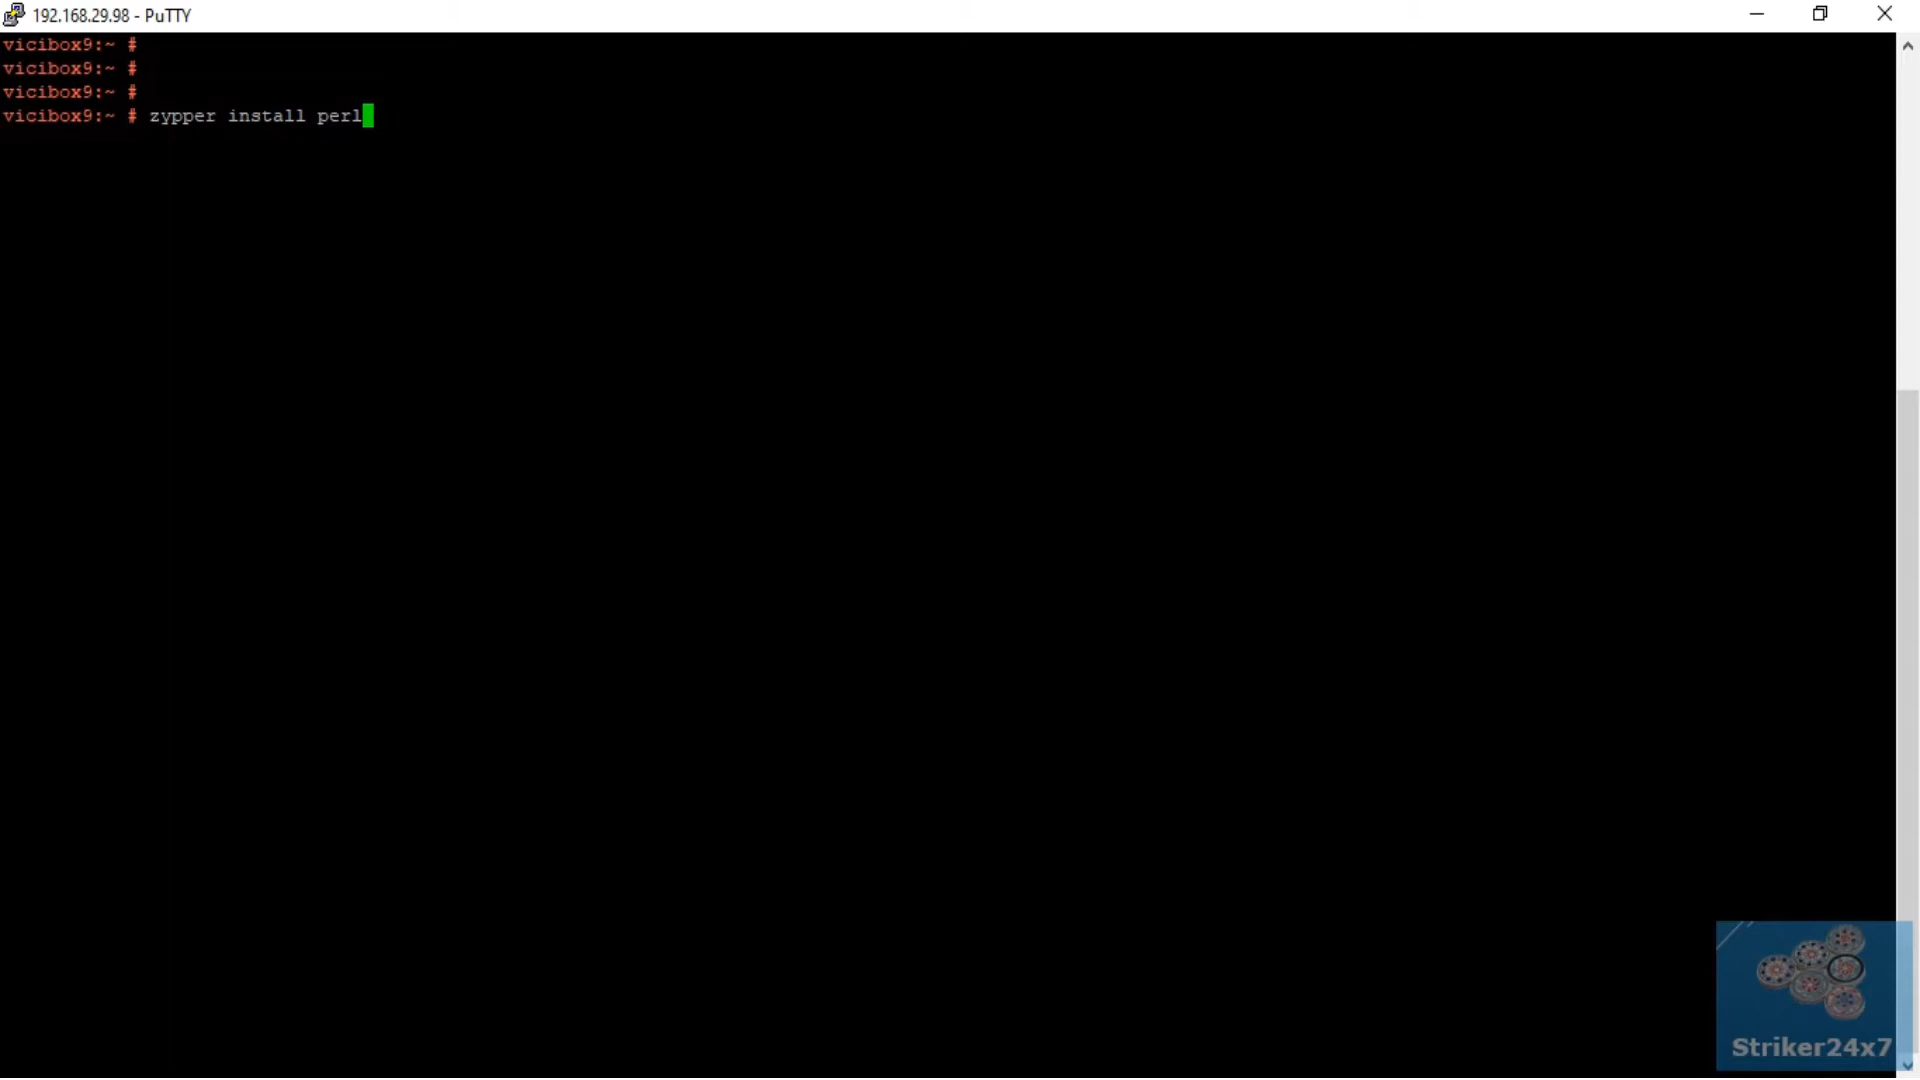 192.168.29.98 - PuTTY
vicibox9:~ #
vicibox9:~ #
vicibox9:~ #
vicibox9:~ # zypper install perl
Striker24x7